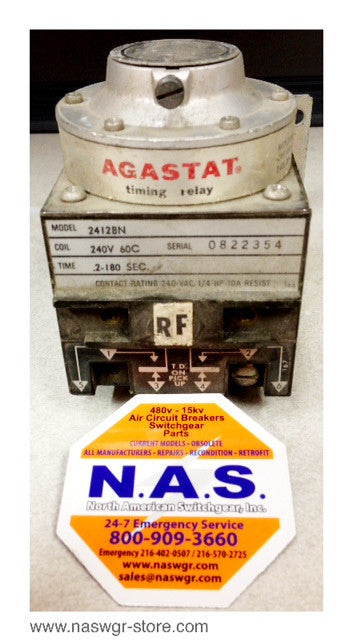 AGASTAT®
timing relay
MODEL 2412BN
COIL 240V 60C SERIAL 0822354
TIME .2-180 SEC.
CONTACT RATING 240-VAC, 1/4-HP-10A RESIST
RF
1 2
5 3 T.D. ON PICK UP 4 6
480v - 15kv
Air Circuit Breakers
Switchgear
Parts
CURRENT MODELS - OBSOLETE
ALL MANUFACTURERS - REPAIRS - RECONDITION - RETROFIT
N.A.S.
North American Switchgear, Inc.
24-7 Emergency Service
800-909-3660
Emergency 216-402-0507 / 216-570-2725
www.naswgr.com
sales@naswgr.com
www.naswgr-store.com